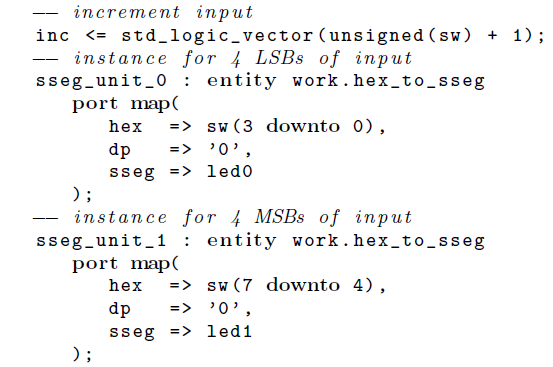 -- increment input
inc <= std_logic_vector(unsigned(sw) + 1);
-- instance for 4 LSBs of input
sseg_unit_0 : entity work.hex_to_sseg
port map(
hex => sw(3 downto 0),
dp => '0',
sseg => led0
);
-- instance for 4 MSBs of input
sseg_unit_1 : entity work.hex_to_sseg
port map(
hex => sw(7 downto 4),
dp => '0',
sseg => led1
);